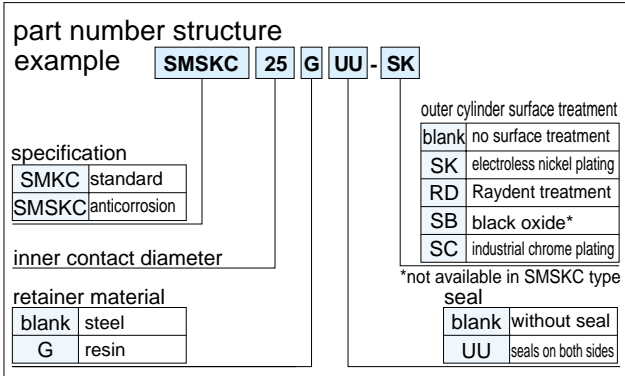 part number structure
example SMSKC 25 G UU - SK
specification
SMKC standard
SMSKC anticorrosion
inner contact diameter
retainer material
blank steel
G resin
outer cylinder surface treatment
blank no surface treatment
SK electroless nickel plating
RD Raydent treatment
SB black oxide*
SC industrial chrome plating
*not available in SMSKC type
seal
blank without seal
UU seals on both sides